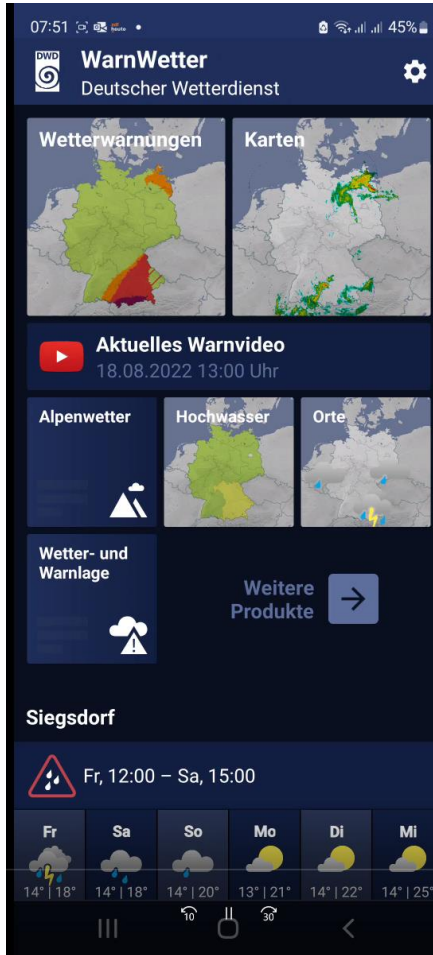 07:51
45%
DWD
WarnWetter
Deutscher Wetterdienst
Wetterwarnungen
Karten
Aktuelles Warnvideo
18.08.2022 13:00 Uhr
Alpenwetter
Hochwasser
Orte
Wetter- und
Warnlage
Weitere
Produkte
Siegsdorf
Fr, 12:00 – Sa, 15:00
Fr Sa So Mo Di Mi
14° | 18° 14° | 18° 14° | 20° 13° | 21° 14° | 22° 14° | 25°
10 30